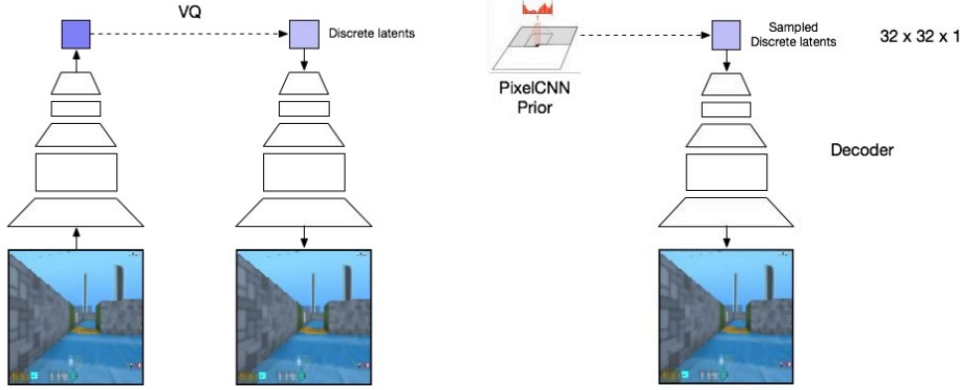 VQ
Discrete latents
PixelCNN
Prior
Sampled
Discrete latents
32 x 32 x 1
Decoder